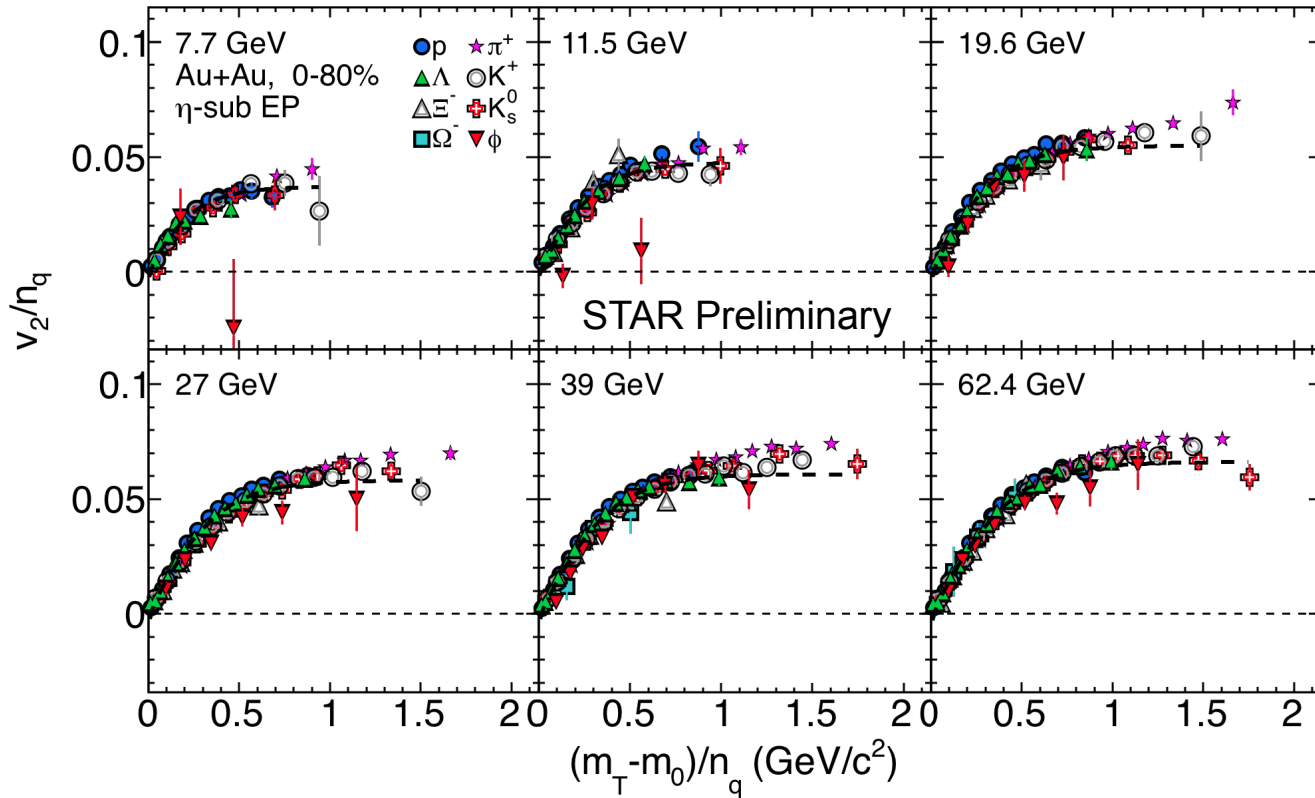 7.7 GeV
Au+Au, 0-80%
η-sub EP
p π⁺
Λ K⁺
Ξ⁻ K⁰ₛ
Ω⁻ φ
11.5 GeV
19.6 GeV
STAR Preliminary
27 GeV
39 GeV
62.4 GeV
0.1
0.05
0
0.1
0.05
0
v₂/n_q
0 0.5 1 1.5 2 0 0.5 1 1.5 2 0 0.5 1 1.5 2
(m_T-m₀)/n_q (GeV/c²)